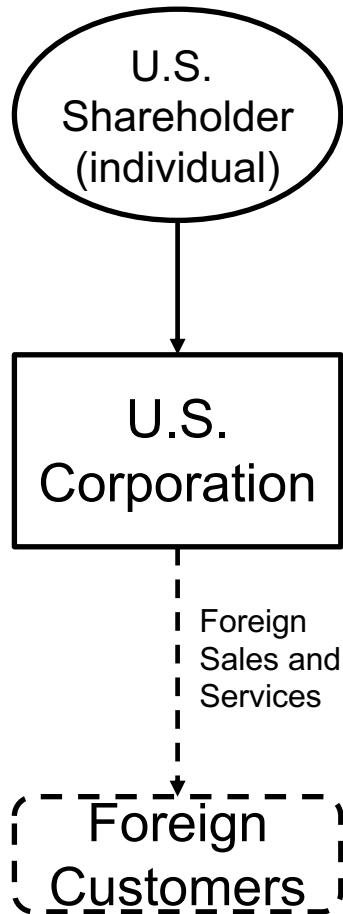 U.S.
Shareholder
(individual)
U.S.
Corporation
Foreign
Sales and
Services
Foreign
Customers